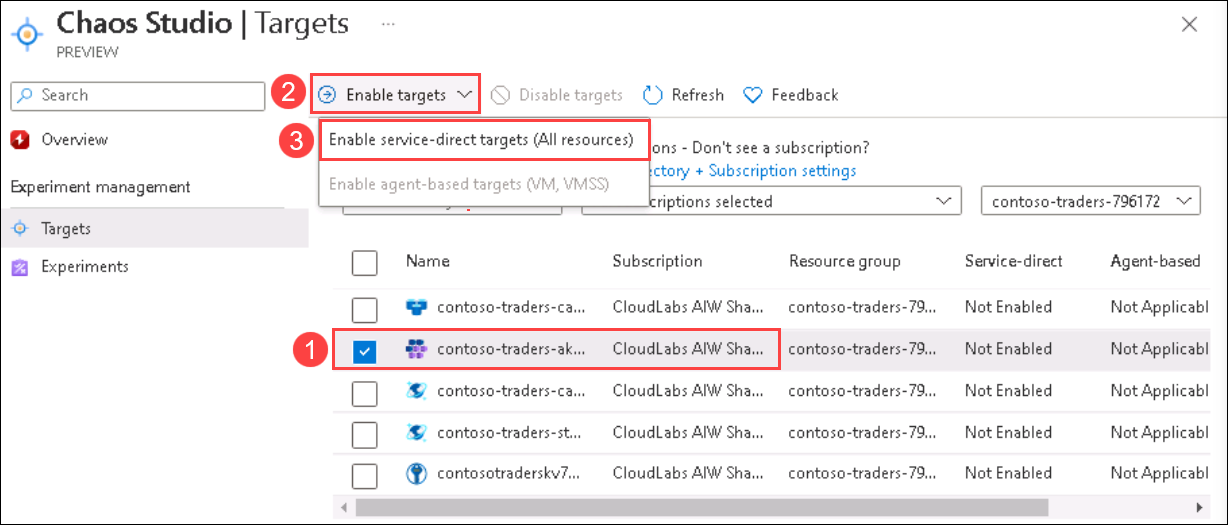 Chaos Studio | Targets ...
PREVIEW
Search
Overview
Experiment management
Targets
Experiments
2 Enable targets Disable targets Refresh Feedback
3 Enable service-direct targets (All resources)
Enable agent-based targets (VM, VMSS)
ons - Don't see a subscription?
ectory + Subscription settings
criptions selected contoso-traders-796172
Name Subscription Resource group Service-direct Agent-based
contoso-traders-ca... CloudLabs AIW Sha... contoso-traders-79... Not Enabled Not Applicabl
1 contoso-traders-ak... CloudLabs AIW Sha... contoso-traders-79... Not Enabled Not Applicabl
contoso-traders-ca... CloudLabs AIW Sha... contoso-traders-79... Not Enabled Not Applicabl
contoso-traders-st... CloudLabs AIW Sha... contoso-traders-79... Not Enabled Not Applicabl
contosotraderskv7... CloudLabs AIW Sha... contoso-traders-79... Not Enabled Not Applicabl